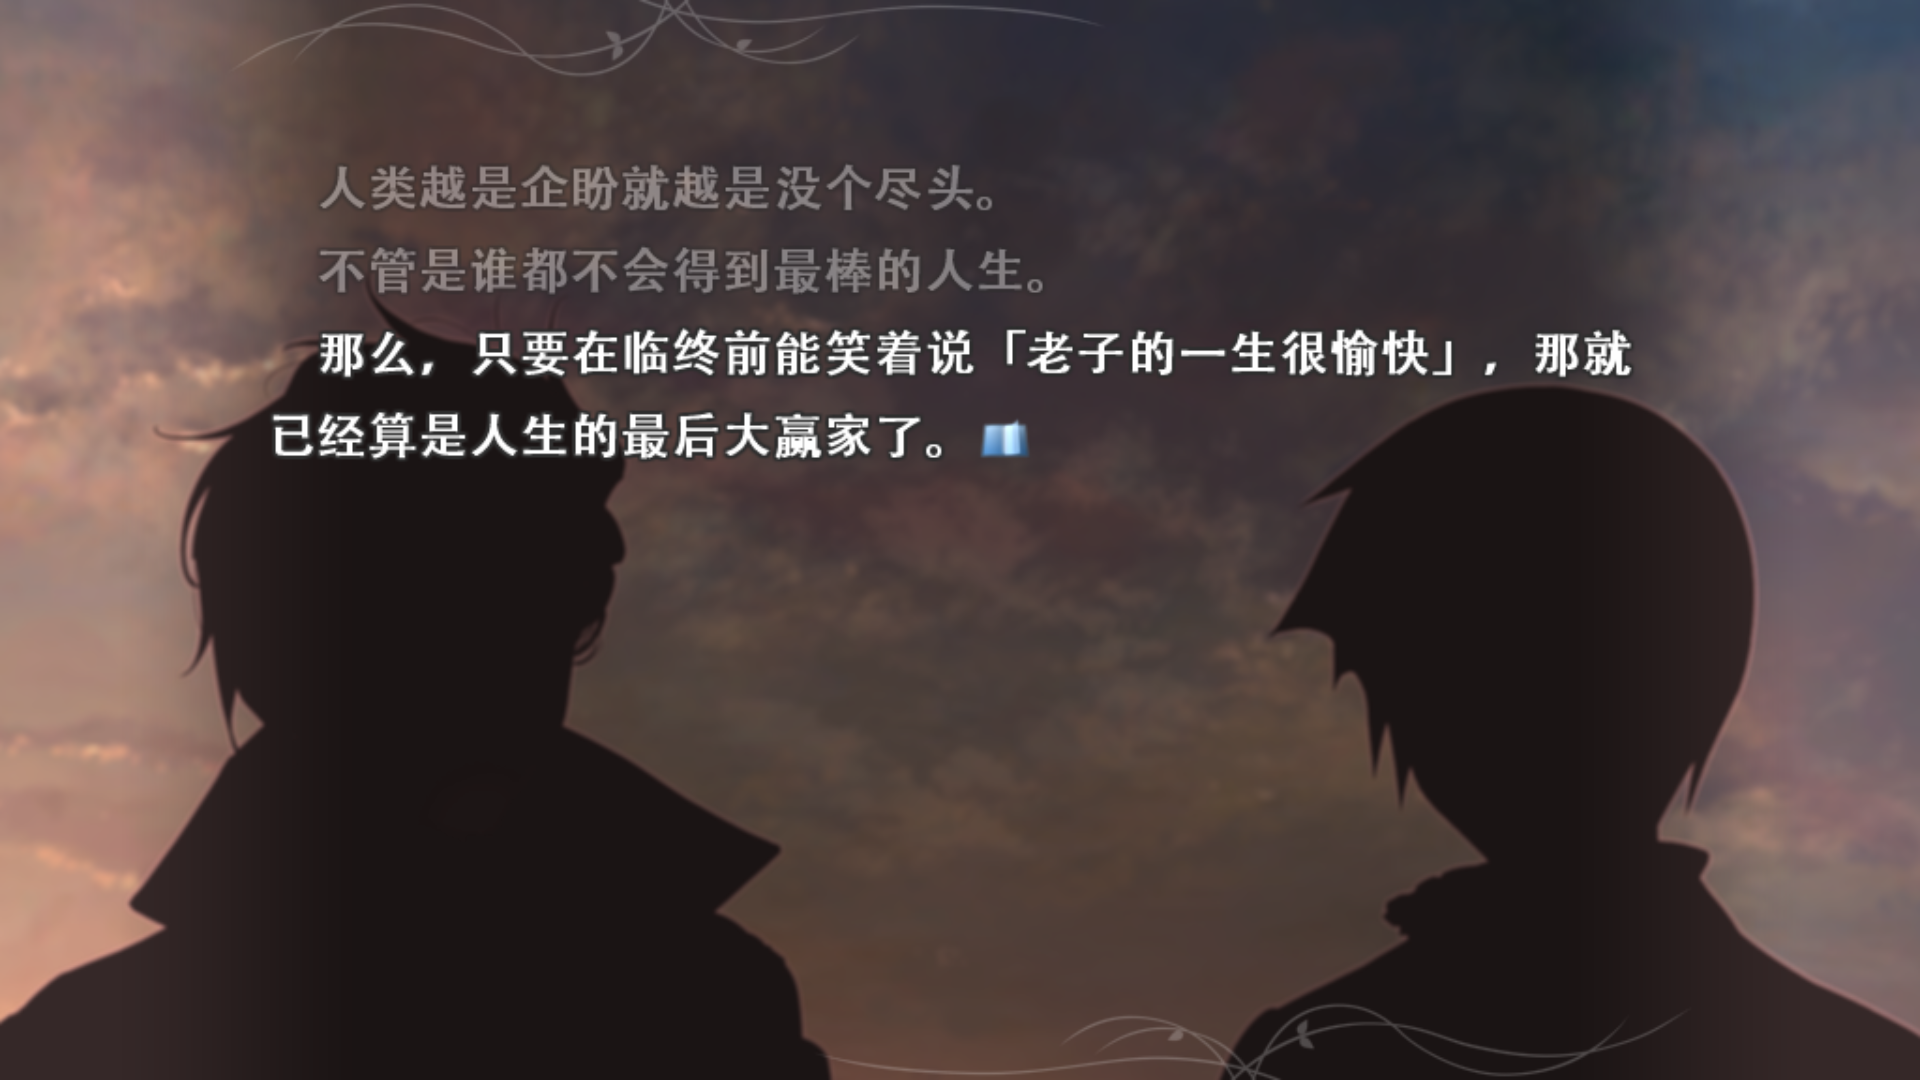 人类越是企盼就越是没个尽头。
不管是谁都不会得到最棒的人生。
那么，只要在临终前能笑着说「老子的一生很愉快」，那就
已经算是人生的最后大赢家了。